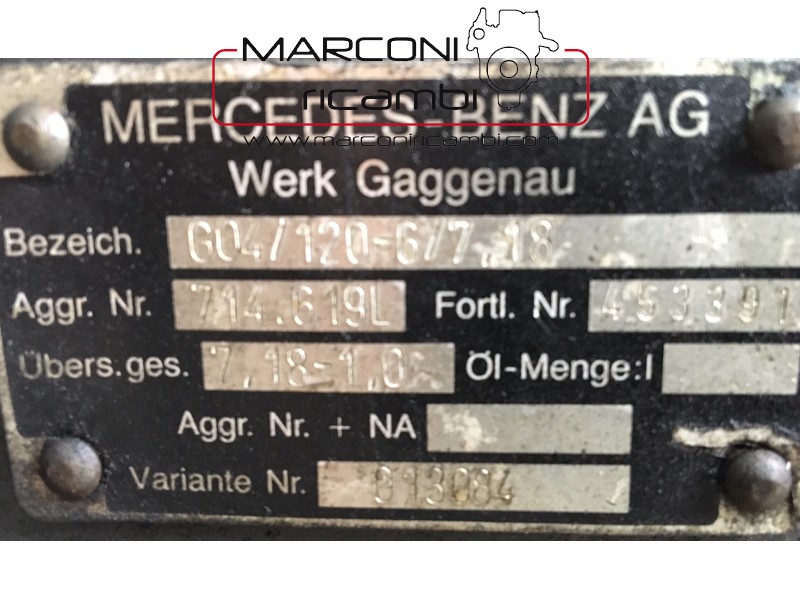 MARCONI
ricambi
MERCEDES-BENZ AG
www.marconiricambi.com
Werk Gaggenau
Bezeich. G04/120-6/7,18
Aggr. Nr. 714.619L Fortl. Nr. 453391
Übers.ges. 7,18-1,0 Öl-Menge:l
Aggr. Nr. + NA
Variante Nr. 813084